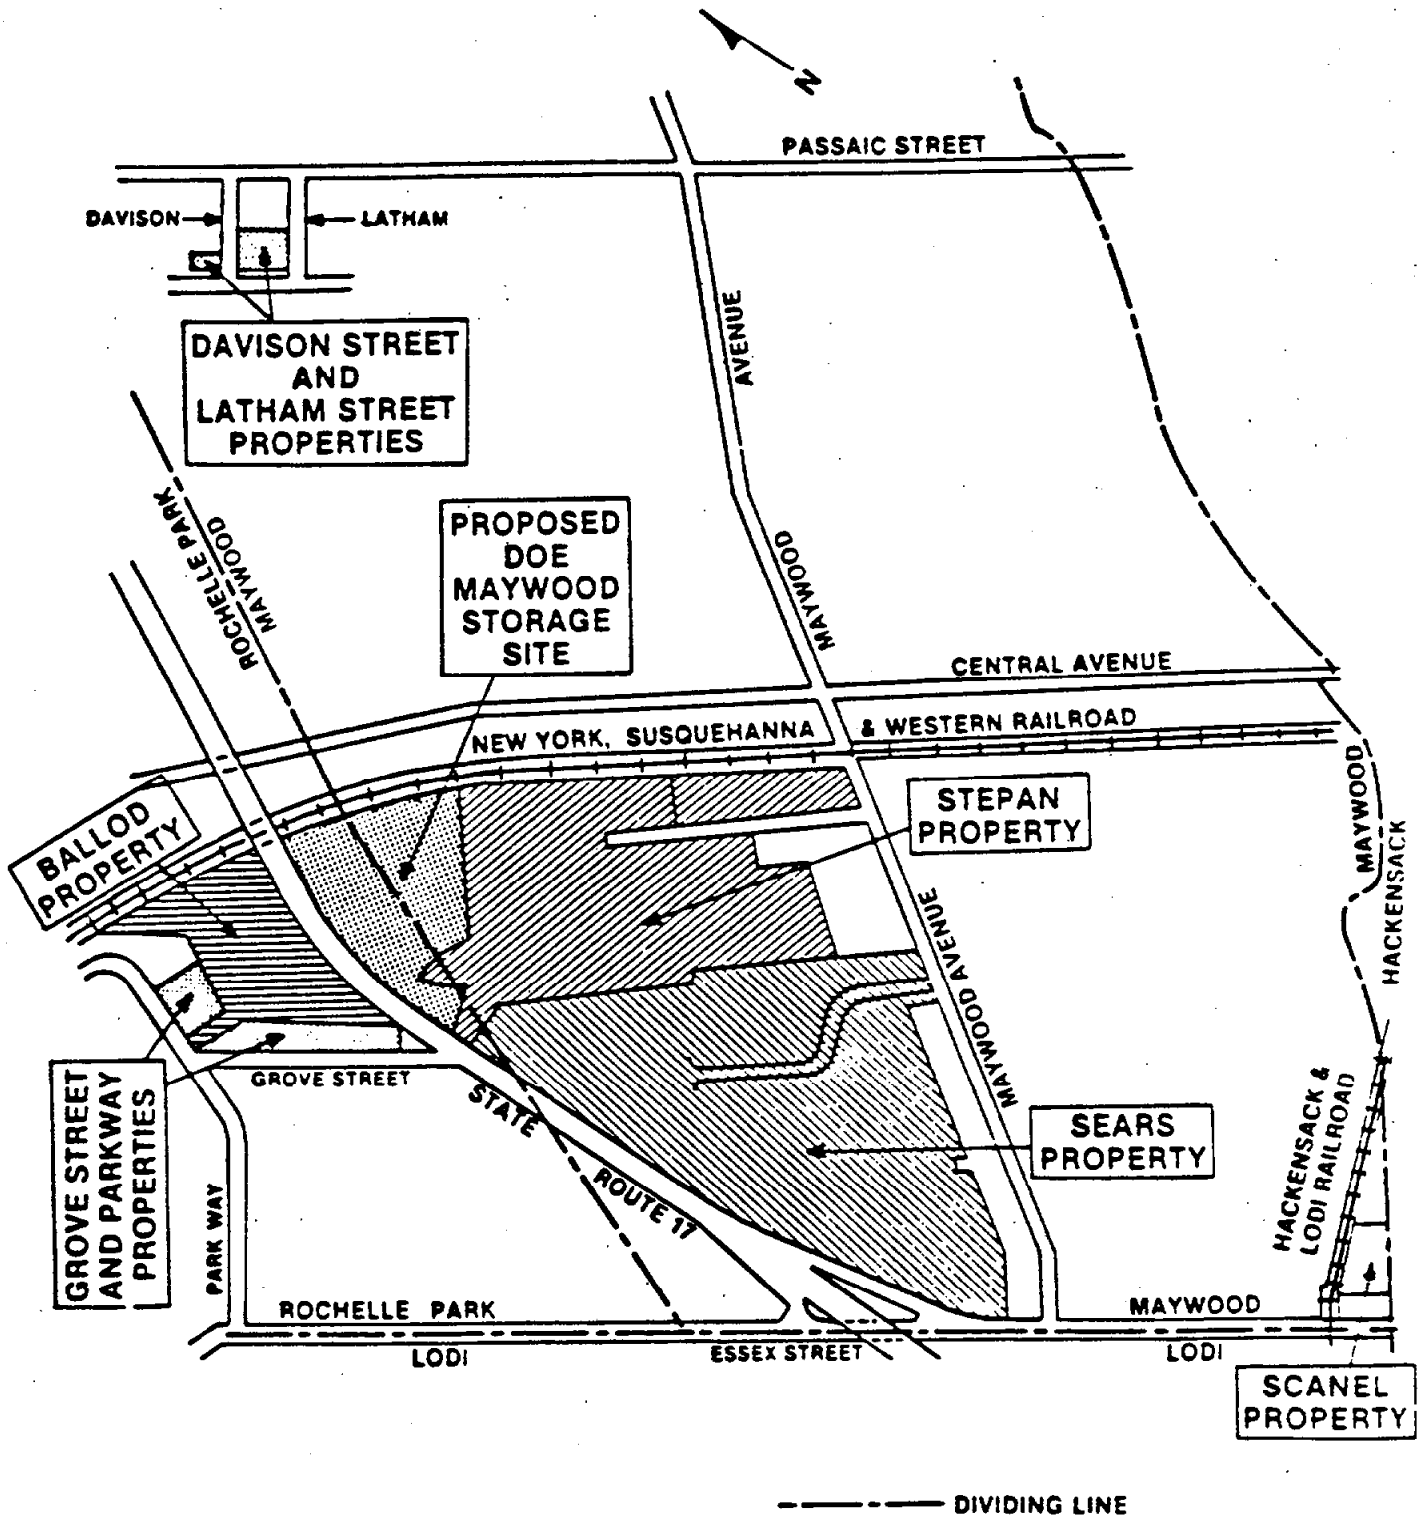 N
PASSAIC STREET
DAVISON
LATHAM
DAVISON STREET
AND
LATHAM STREET
PROPERTIES
AVENUE
MAYWOOD
ROCHELLE PARK
MAYWOOD
PROPOSED
DOE
MAYWOOD
STORAGE
SITE
CENTRAL AVENUE
NEW YORK, SUSQUEHANNA & WESTERN RAILROAD
BALLOD
PROPERTY
STEPAN
PROPERTY
MAYWOOD
HACKENSACK
MAYWOOD AVENUE
GROVE STREET
AND PARKWAY
PROPERTIES
GROVE STREET
STATE
ROUTE 17
SEARS
PROPERTY
HACKENSACK &
LODI RAILROAD
PARK WAY
ROCHELLE PARK
MAYWOOD
LODI
ESSEX STREET
LODI
SCANEL
PROPERTY
DIVIDING LINE